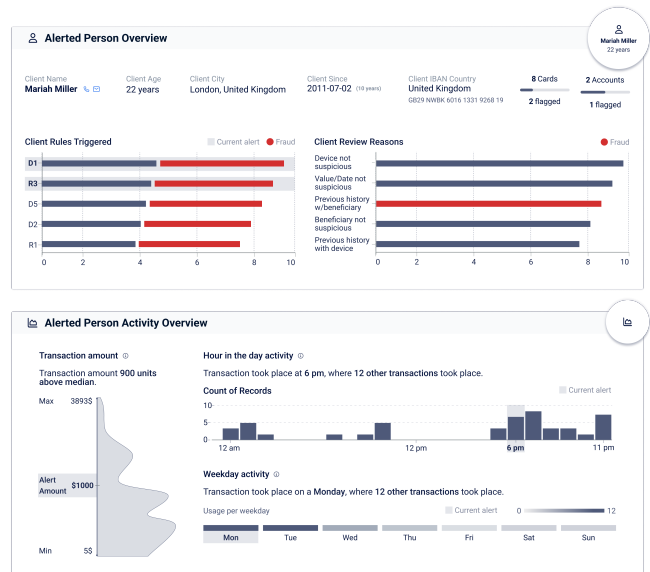 Alerted Person Overview
Mariah Miller
22 years
Client Name
Mariah Miller
Client Age
22 years
Client City
London, United Kingdom
Client Since
2011-07-02 (10 years)
Client IBAN Country
United Kingdom
GB29 NWBK 6016 1331 9268 19
8 Cards
2 flagged
2 Accounts
1 flagged
Client Rules Triggered
Current alert
Fraud
D1
R3
D5
D2
R1
0 2 4 6 8 10
Client Review Reasons
Fraud
Device not
suspicious
Value/Date not
suspicious
Previous history
w/beneficiary
Beneficiary not
suspicious
Previous history
with device
0 2 4 6 8 10
Alerted Person Activity Overview
Transaction amount
Transaction amount 900 units
above median.
Max 3893$
Alert
Amount
$1000
Min 5$
Hour in the day activity
Transaction took place at 6 pm, where 12 other transactions took place.
Count of Records
Current alert
10
5
0
12 am 12 pm 6 pm 11 pm
Weekday activity
Transaction took place on a Monday, where 12 other transactions took place.
Usage per weekday
Current alert
0 12
Mon Tue Wed Thu Fri Sat Sun